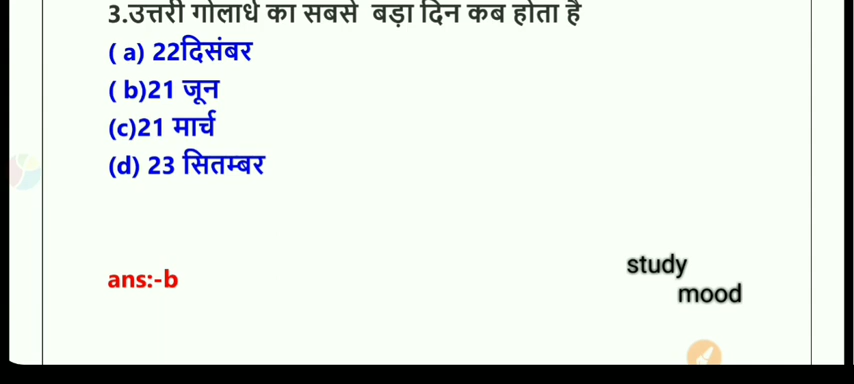 3.उत्तरी गोलाधे का सबसे बड़ा दिन कब होता है
( a) 22दिसंबर
( b)21 जून
(c)21 मार्च
(d) 23 सितम्बर
ans:-b
study
mood